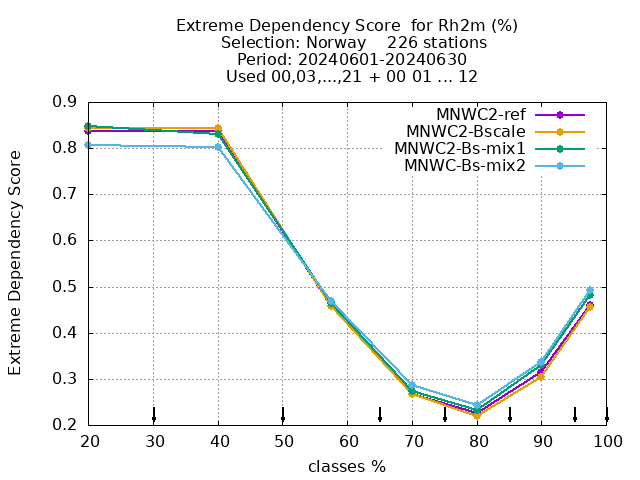 Extreme Dependency Score  for Rh2m (%)
Selection: Norway    226 stations
Period: 20240601-20240630
Used 00,03,...,21 + 00 01 ... 12
MNWC2-ref
MNWC2-Bscale
MNWC2-Bs-mix1
MNWC-Bs-mix2
Extreme Dependency Score
0.9
0.8
0.7
0.6
0.5
0.4
0.3
0.2
20 30 40 50 60 70 80 90 100
classes %